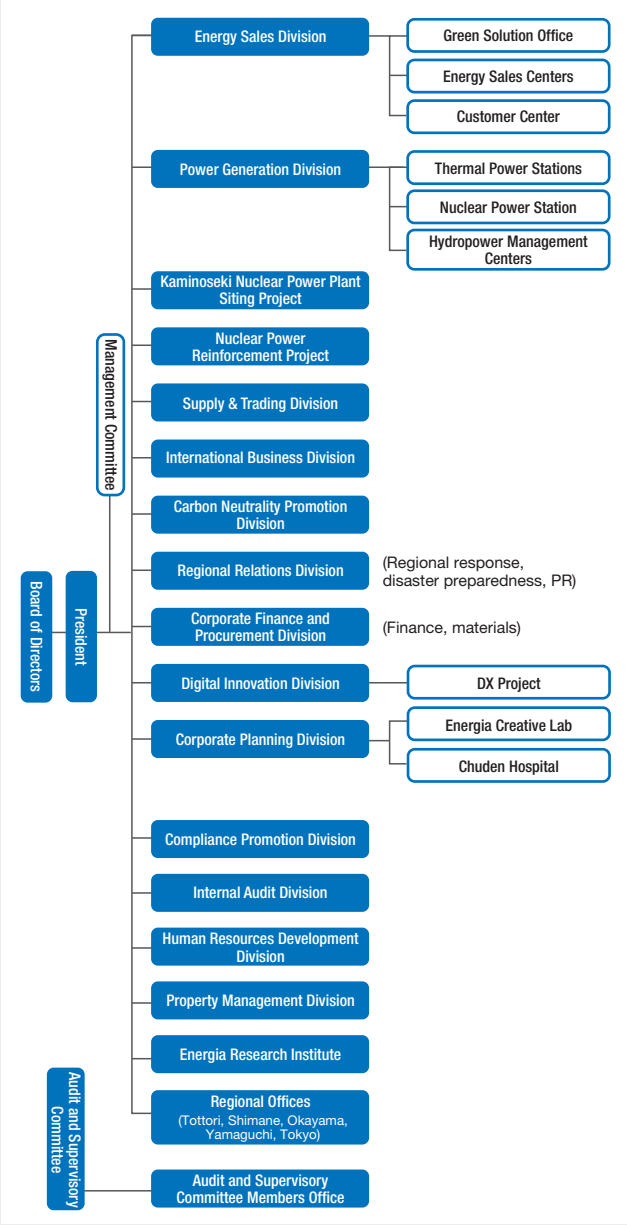 Energy Sales Division
Green Solution Office
Energy Sales Centers
Customer Center
Power Generation Division
Thermal Power Stations
Nuclear Power Station
Hydropower Management
Centers
Kaminoseki Nuclear Power Plant
Siting Project
Nuclear Power
Reinforcement Project
Management Committee
Supply & Trading Division
International Business Division
Carbon Neutrality Promotion
Division
Board of Directors
President
Regional Relations Division
(Regional response,
disaster preparedness, PR)
Corporate Finance and
Procurement Division
(Finance, materials)
Digital Innovation Division
DX Project
Corporate Planning Division
Energia Creative Lab
Chuden Hospital
Compliance Promotion Division
Internal Audit Division
Human Resources Development
Division
Property Management Division
Energia Research Institute
Regional Offices
(Tottori, Shimane, Okayama,
Yamaguchi, Tokyo)
Audit and Supervisory
Committee
Audit and Supervisory
Committee Members Office